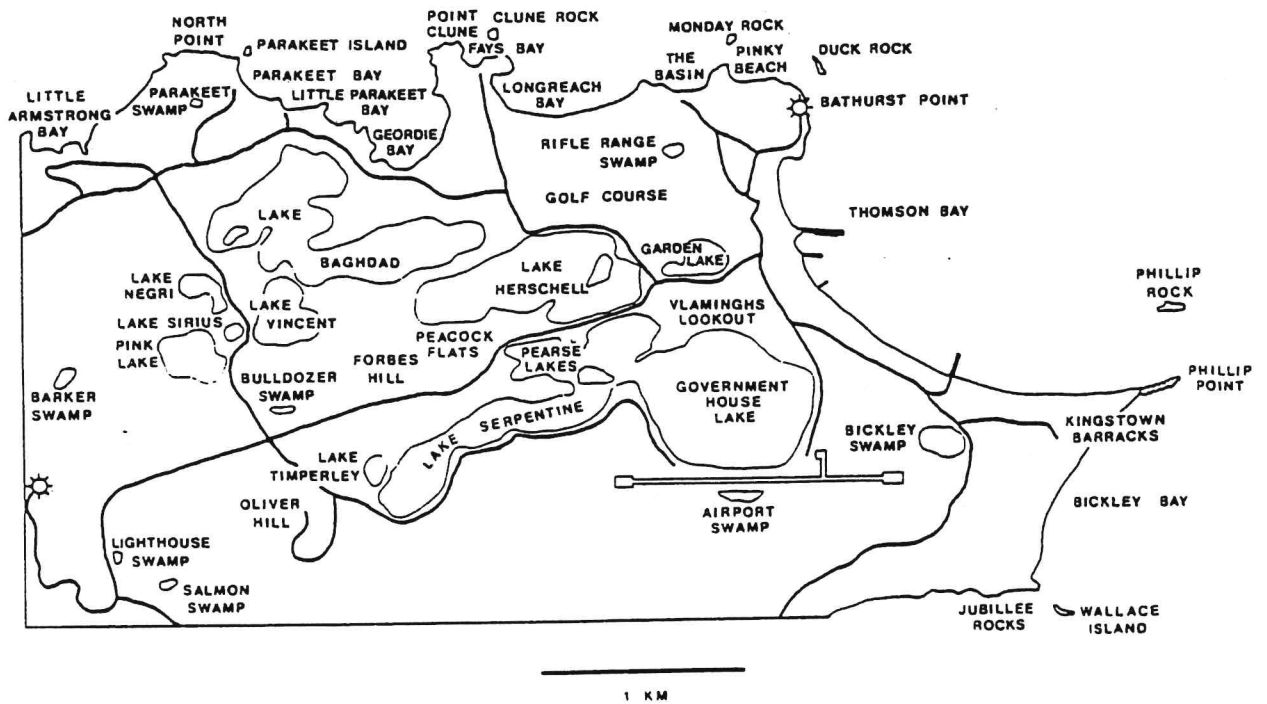 NORTH
POINT
PARAKEET ISLAND
POINT
CLUNE
CLUNE ROCK
FAYS BAY
MONDAY ROCK
PINKY
BEACH
THE
BASIN
DUCK ROCK
BATHURST POINT
LITTLE
ARMSTRONG
BAY
PARAKEET
SWAMP
PARAKEET BAY
LITTLE PARAKEET
BAY
GEORDIE
BAY
LONGREACH
BAY
RIFLE RANGE
SWAMP
GOLF COURSE
THOMSON BAY
LAKE
BAGHDAD
GARDEN
LAKE
LAKE
NEGRI
LAKE
VINCENT
LAKE
HERSCHELL
VLAMINGHS
LOOKOUT
PHILLIP
ROCK
LAKE SIRIUS
PINK
LAKE
PEACOCK
FLATS
FORBES
HILL
PEARSE
LAKES
BARKER
SWAMP
BULLDOZER
SWAMP
GOVERNMENT
HOUSE
LAKE
PHILLIP
POINT
LAKE SERPENTINE
BICKLEY
SWAMP
KINGSTOWN
BARRACKS
LAKE
TIMPERLEY
OLIVER
HILL
AIRPORT
SWAMP
BICKLEY BAY
LIGHTHOUSE
SWAMP
SALMON
SWAMP
JUBILLEE
ROCKS
WALLACE
ISLAND
1 KM